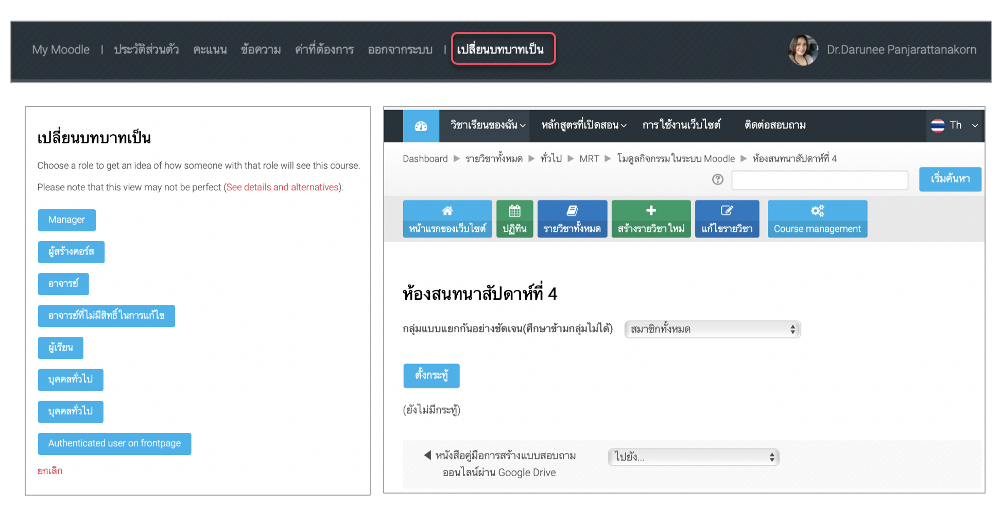 My Moodle | ประวัติส่วนตัว คะแนน ข้อความ ค่าที่ต้องการ ออกจากระบบ | เปลี่ยนบทบาทเป็น Dr.Darunee Panjarattanakorn
เปลี่ยนบทบาทเป็น
Choose a role to get an idea of how someone with that role will see this course.
Please note that this view may not be perfect (See details and alternatives).
Manager
ผู้สร้างคอร์ส
อาจารย์
อาจารย์ที่ไม่มีสิทธิ์ในการแก้ไข
ผู้เรียน
บุคคลทั่วไป
บุคคลทั่วไป
Authenticated user on frontpage
ยกเลิก
วิชาเรียนของฉัน หลักสูตรที่เปิดสอน การใช้งานเว็บไซต์ ติดต่อสอบถาม Th
Dashboard ▶ รายวิชาทั้งหมด ▶ ทั่วไป ▶ MRT ▶ โมดูลกิจกรรมในระบบ Moodle ▶ ห้องสนทนาสัปดาห์ที่ 4
เริ่มค้นหา
หน้าแรกของเว็บไซต์ ปฏิทิน รายวิชาทั้งหมด สร้างรายวิชาใหม่ แก้ไขรายวิชา Course management
ห้องสนทนาสัปดาห์ที่ 4
กลุ่มแบบแยกกันอย่างชัดเจน(ศึกษาข้ามกลุ่มไม่ได้) สมาชิกทั้งหมด
ตั้งกระทู้
(ยังไม่มีกระทู้)
◀ หนังสือคู่มือการสร้างแบบสอบถาม ไปยัง...
ออนไลน์ผ่าน Google Drive